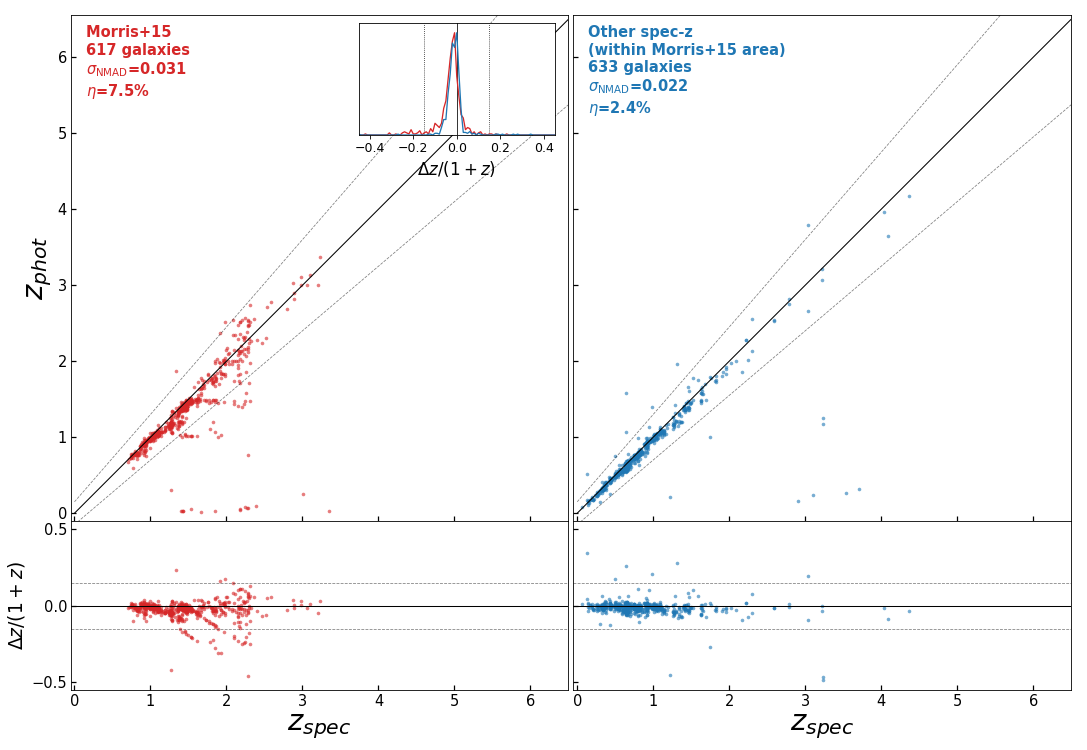 Morris+15
617 galaxies
σNMAD=0.031
η=7.5%
−0.4 −0.2 0.0 0.2 0.4
Δz/(1 + z)
Other spec-z
(within Morris+15 area)
633 galaxies
σNMAD=0.022
η=2.4%
6
5
4
3
2
1
0
zphot
0.5
0.0
−0.5
Δz/(1 + z)
0 1 2 3 4 5 6
zspec
0 1 2 3 4 5 6
zspec